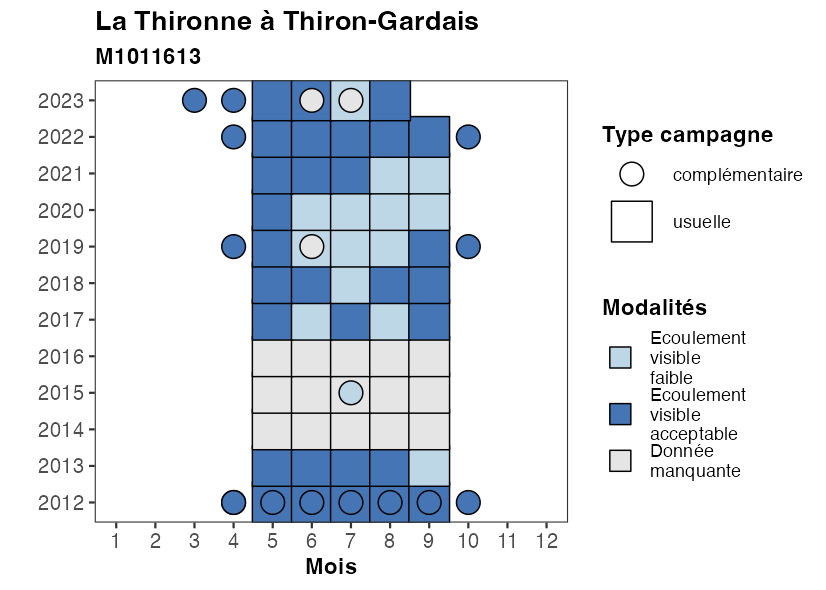 La Thironne à Thiron-Gardais
M1011613
2023
2022
2021
2020
2019
2018
2017
2016
2015
2014
2013
2012
1 2 3 4 5 6 7 8 9 10 11 12
Mois
Type campagne
complémentaire
usuelle
Modalités
Ecoulement
visible
faible
Ecoulement
visible
acceptable
Donnée
manquante